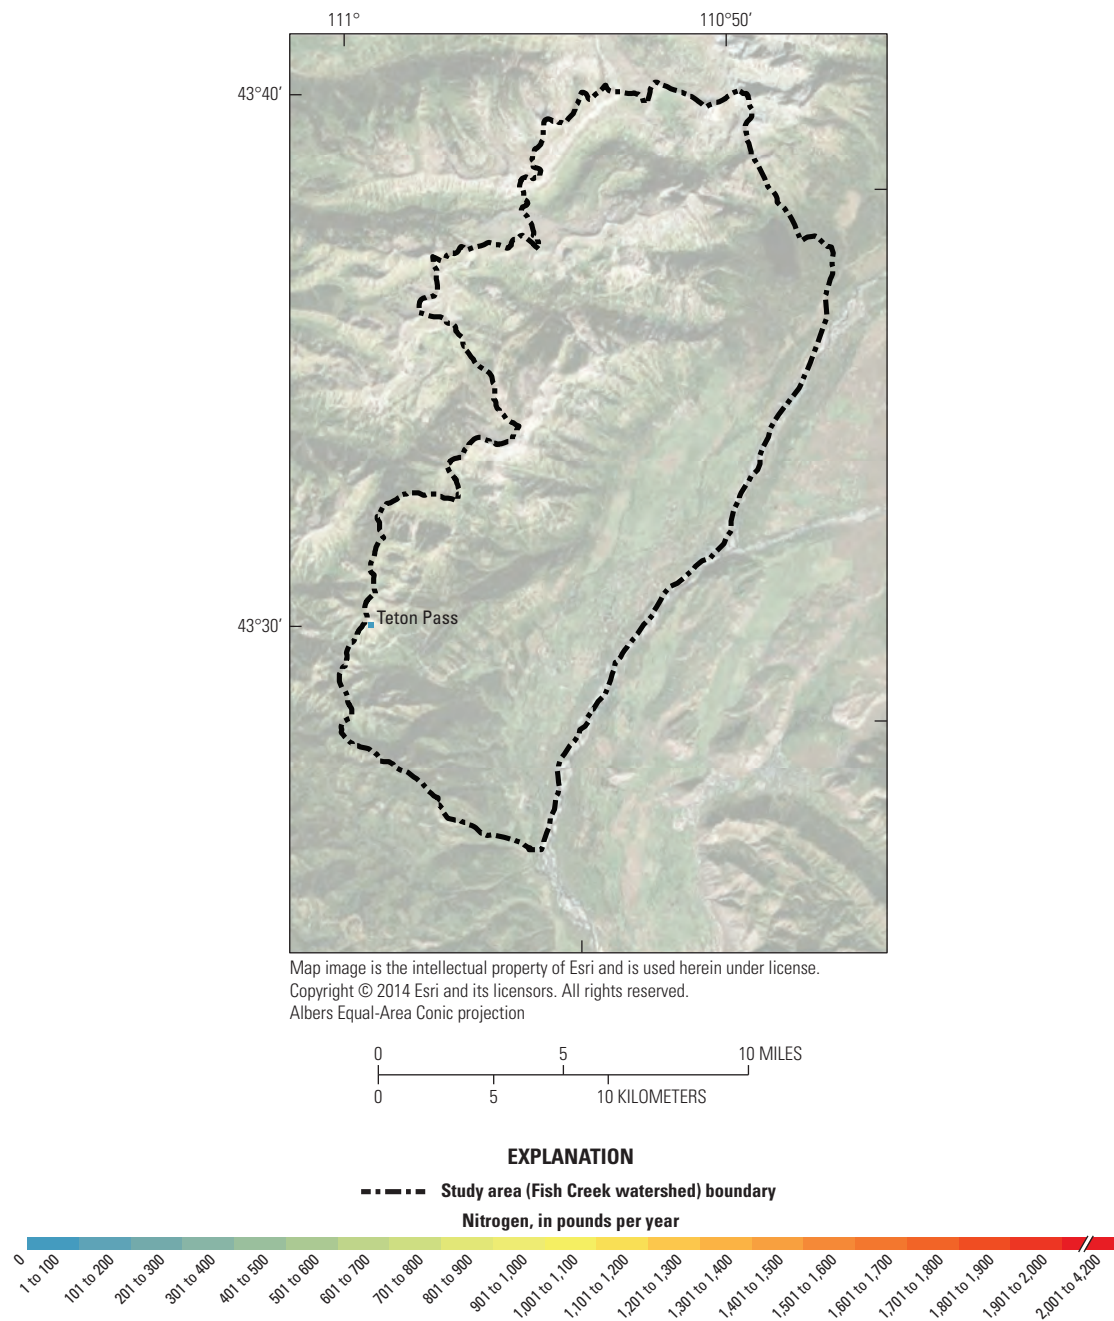 111°
110°50'
43°40'
Teton Pass
43°30'
Map image is the intellectual property of Esri and is used herein under license.
Copyright © 2014 Esri and its licensors. All rights reserved.
Albers Equal-Area Conic projection
0 5 10 MILES
0 5 10 KILOMETERS
EXPLANATION
Study area (Fish Creek watershed) boundary
Nitrogen, in pounds per year
0
1 to 100
101 to 200
201 to 300
301 to 400
401 to 500
501 to 600
601 to 700
701 to 800
801 to 900
901 to 1,000
1,001 to 1,100
1,101 to 1,200
1,201 to 1,300
1,301 to 1,400
1,401 to 1,500
1,501 to 1,600
1,601 to 1,700
1,701 to 1,800
1,801 to 1,900
1,901 to 2,000
2,001 to 4,200